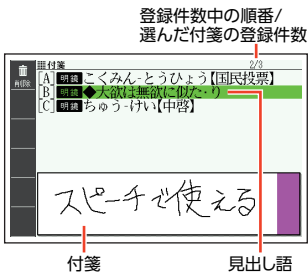 登録件数中の順番/
選んだ付箋の登録件数
削除
付箋 2/3
[A] 明鏡 こくみん‐とうひょう【国民投票】
[B] 明鏡 ◆大欲は無欲に似た・り
[C] 明鏡 ちゅう‐けい【中啓】
スピーチで使える
付箋
見出し語